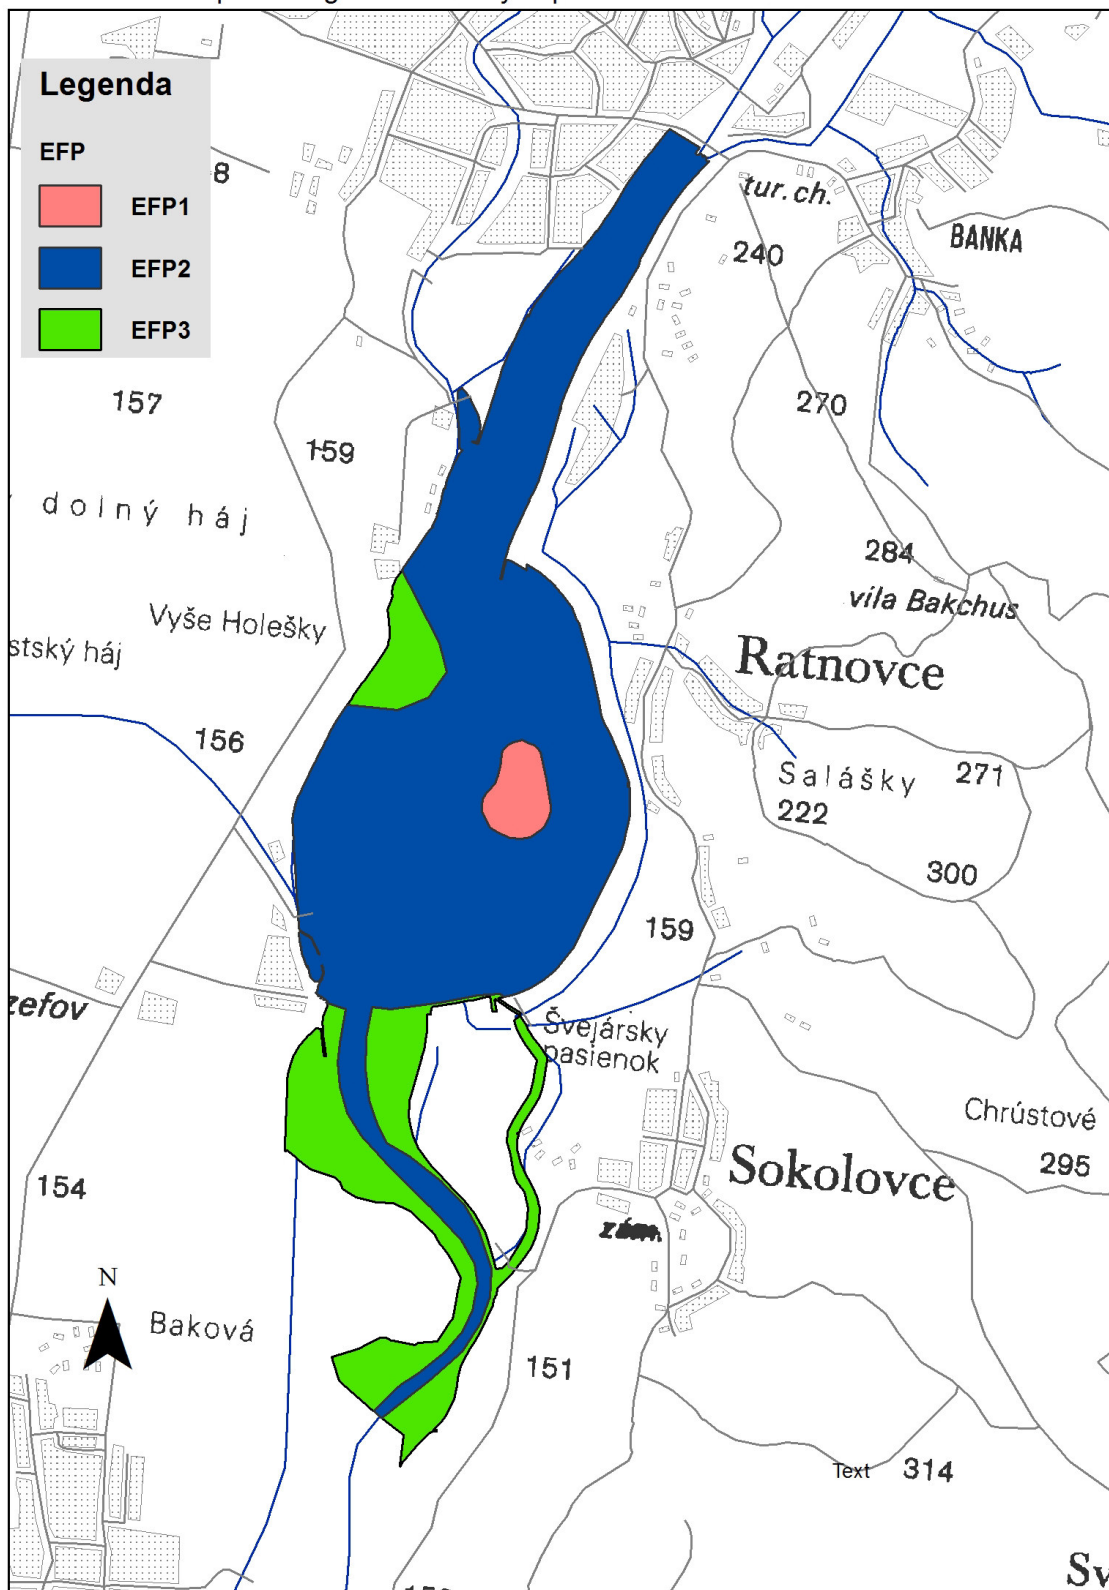 Legenda
EFP
EFP1
EFP2
EFP3
8
tur. ch.
BANKA
240
157
270
159
dolný háj
284
vila Bakchus
Vyše Holešky
stský háj
Ratnovce
156
Salášky
271
222
300
159
zefov
Švejársky
pasienok
Chrústové
295
Sokolovce
154
zám.
N
Baková
151
Text
314
Sv